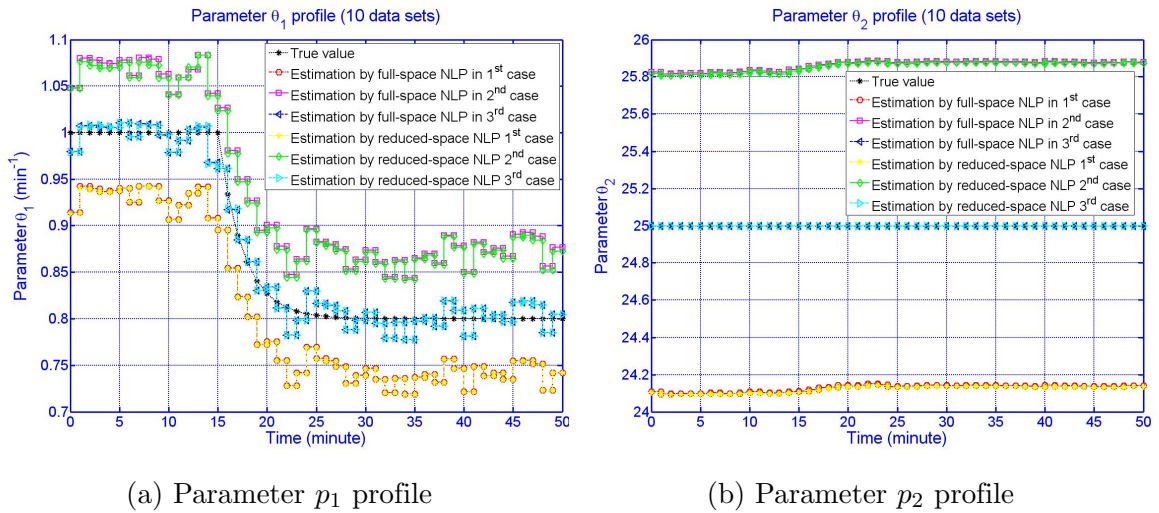 Parameter θ1 profile (10 data sets)
1.1
1.05
1
0.95
0.9
0.85
0.8
0.75
0.7
Parameter θ1 (min-1)
0 5 10 15 20 25 30 35 40 45 50
Time (minute)
True value
Estimation by full-space NLP in 1st case
Estimation by full-space NLP in 2nd case
Estimation by full-space NLP in 3rd case
Estimation by reduced-space NLP 1st case
Estimation by reduced-space NLP 2nd case
Estimation by reduced-space NLP 3rd case
(a) Parameter p1 profile
Parameter θ2 profile (10 data sets)
26
25.8
25.6
25.4
25.2
25
24.8
24.6
24.4
24.2
24
Parameter θ2
0 5 10 15 20 25 30 35 40 45 50
Time (minute)
True value
Estimation by full-space NLP in 1st case
Estimation by full-space NLP in 2nd
Estimation by full-space NLP in 3rd case
Estimation by reduced-space NLP 1st case
Estimation by reduced-space NLP 2nd case
Estimation by reduced-space NLP 3rd case
(b) Parameter p2 profile